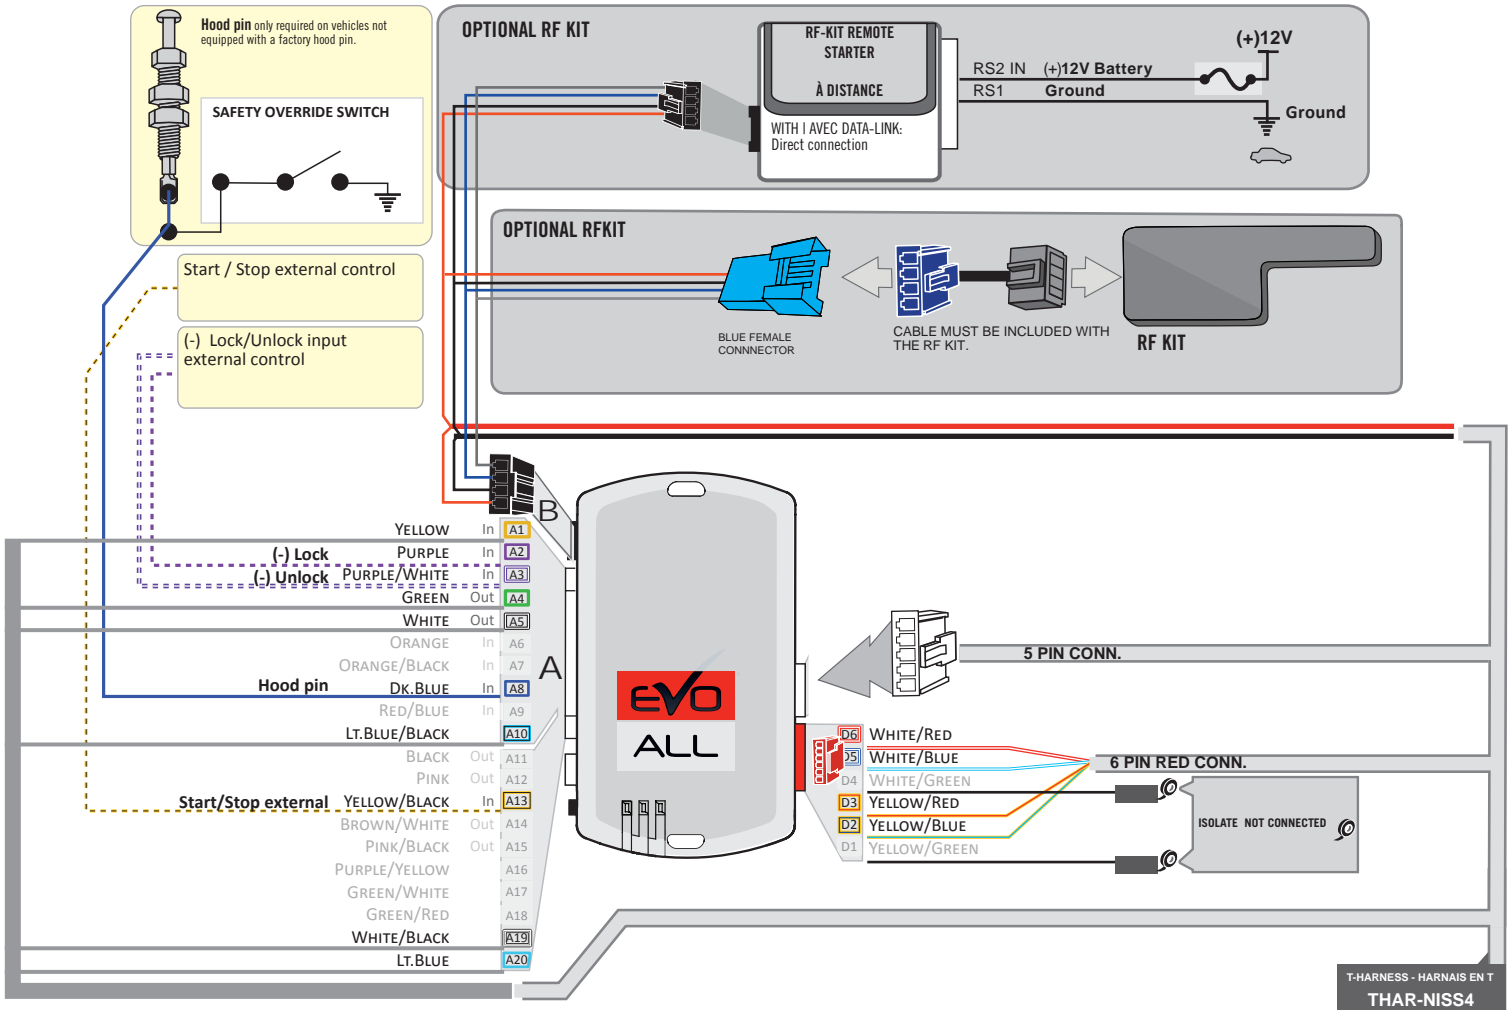 Hood pin only required on vehicles not
equipped with a factory hood pin.
SAFETY OVERRIDE SWITCH
OPTIONAL RF KIT
RF-KIT REMOTE
STARTER
À DISTANCE
WITH I AVEC DATA-LINK:
Direct connection
(+)12V
RS2 IN (+)12V Battery
RS1 Ground
Ground
Start / Stop external control
(-) Lock/Unlock input
external control
OPTIONAL RFKIT
BLUE FEMALE
CONNNECTOR
CABLE MUST BE INCLUDED WITH
THE RF KIT.
RF KIT
B
A
YELLOW In A1
(-) Lock PURPLE In A2
(-) Unlock PURPLE/WHITE In A3
GREEN Out A4
WHITE Out A5
ORANGE In A6
ORANGE/BLACK In A7
Hood pin DK.BLUE In A8
RED/BLUE In A9
LT.BLUE/BLACK A10
BLACK Out A11
PINK Out A12
Start/Stop external YELLOW/BLACK In A13
BROWN/WHITE Out A14
PINK/BLACK Out A15
PURPLE/YELLOW A16
GREEN/WHITE A17
GREEN/RED A18
WHITE/BLACK A19
LT.BLUE A20
EVO
ALL
5 PIN CONN.
D6 WHITE/RED
D5 WHITE/BLUE
D4 WHITE/GREEN
D3 YELLOW/RED
D2 YELLOW/BLUE
D1 YELLOW/GREEN
6 PIN RED CONN.
ISOLATE NOT CONNECTED
T-HARNESS - HARNAIS EN T
THAR-NISS4